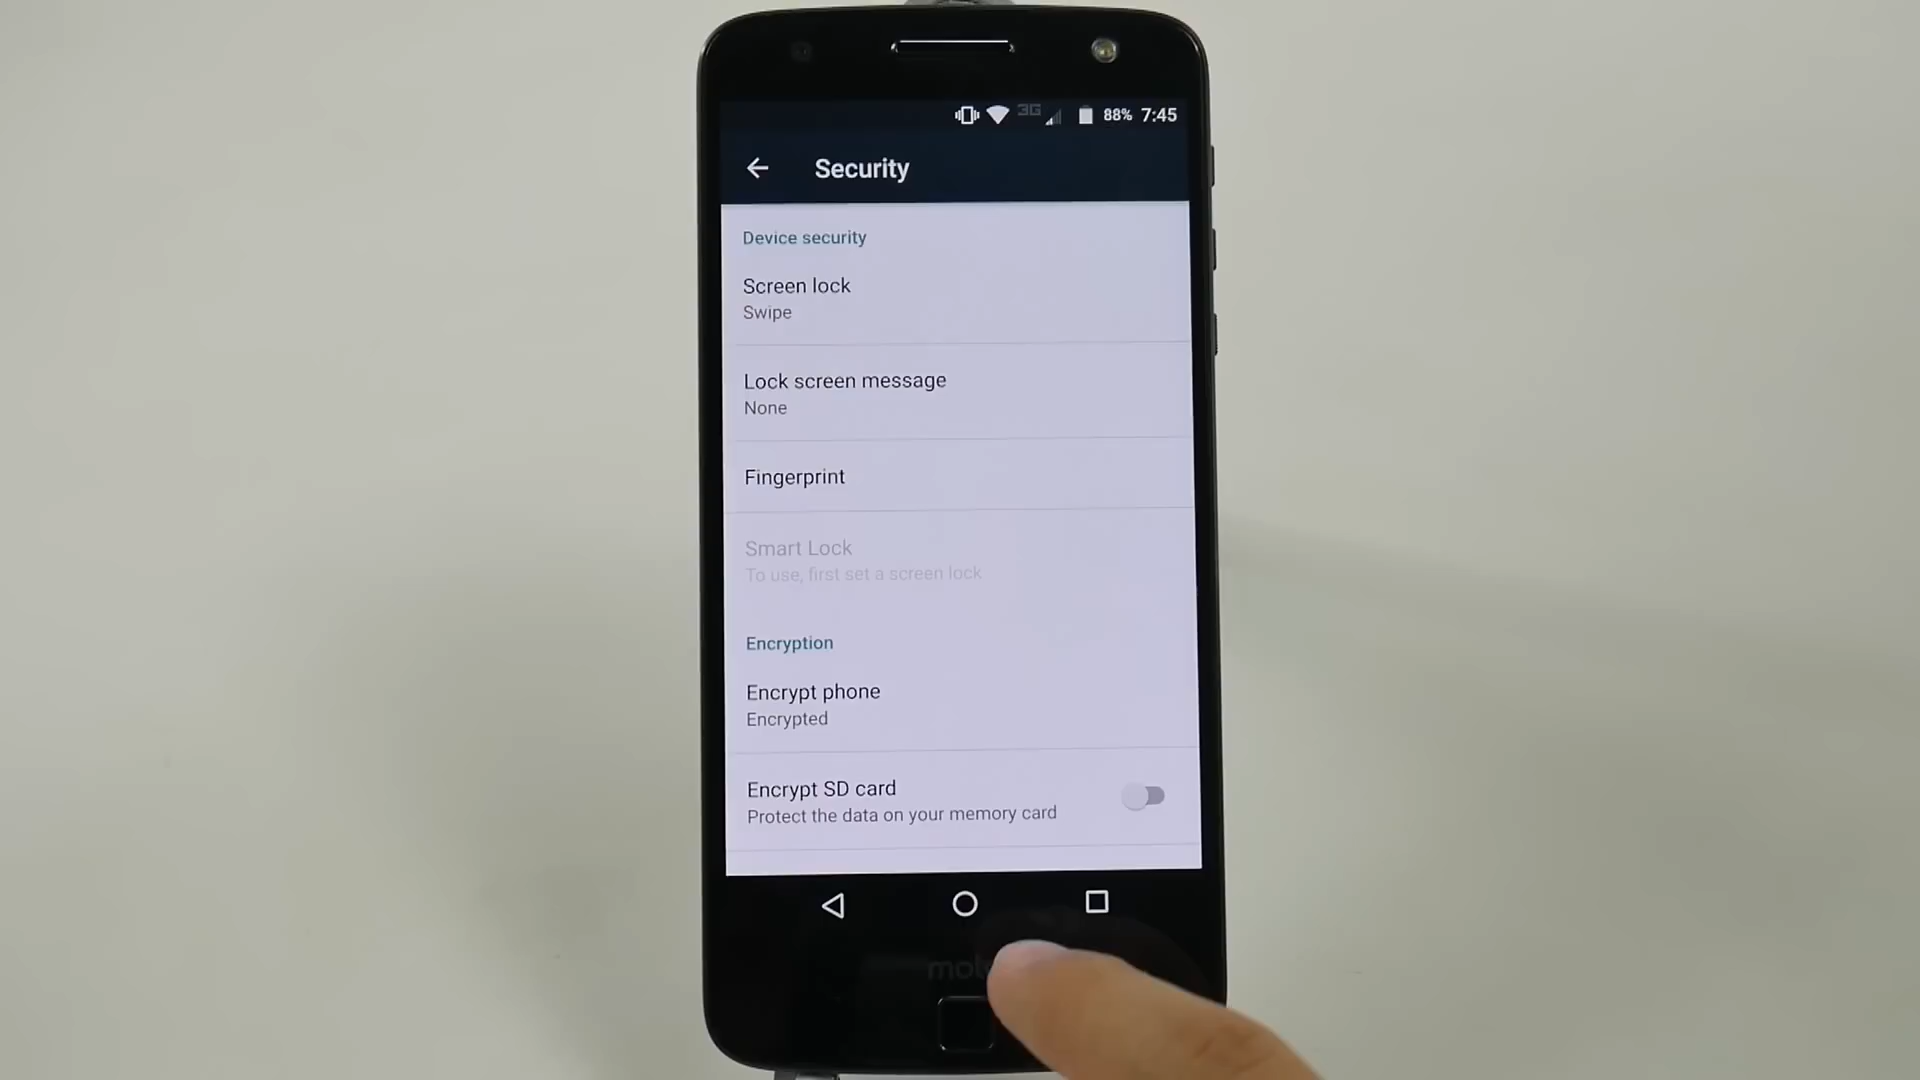 3G 88% 7:45
Security
Device security
Screen lock
Swipe
Lock screen message
None
Fingerprint
Smart Lock
To use, first set a screen lock
Encryption
Encrypt phone
Encrypted
Encrypt SD card
Protect the data on your memory card